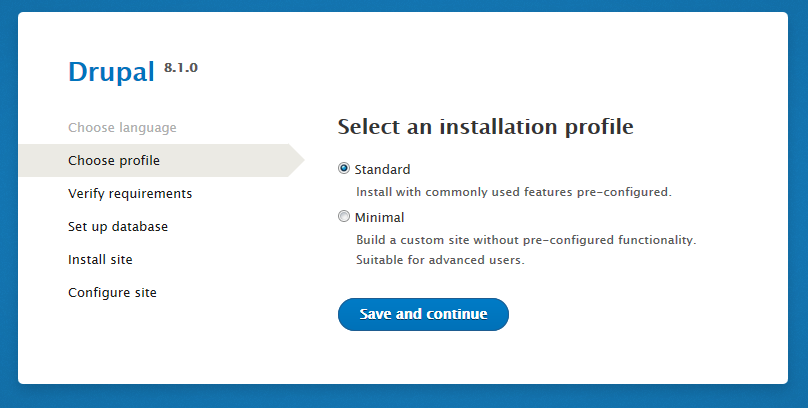 Drupal 8.1.0
Choose language
Choose profile
Verify requirements
Set up database
Install site
Configure site
Select an installation profile
Standard
Install with commonly used features pre-configured.
Minimal
Build a custom site without pre-configured functionality.
Suitable for advanced users.
Save and continue